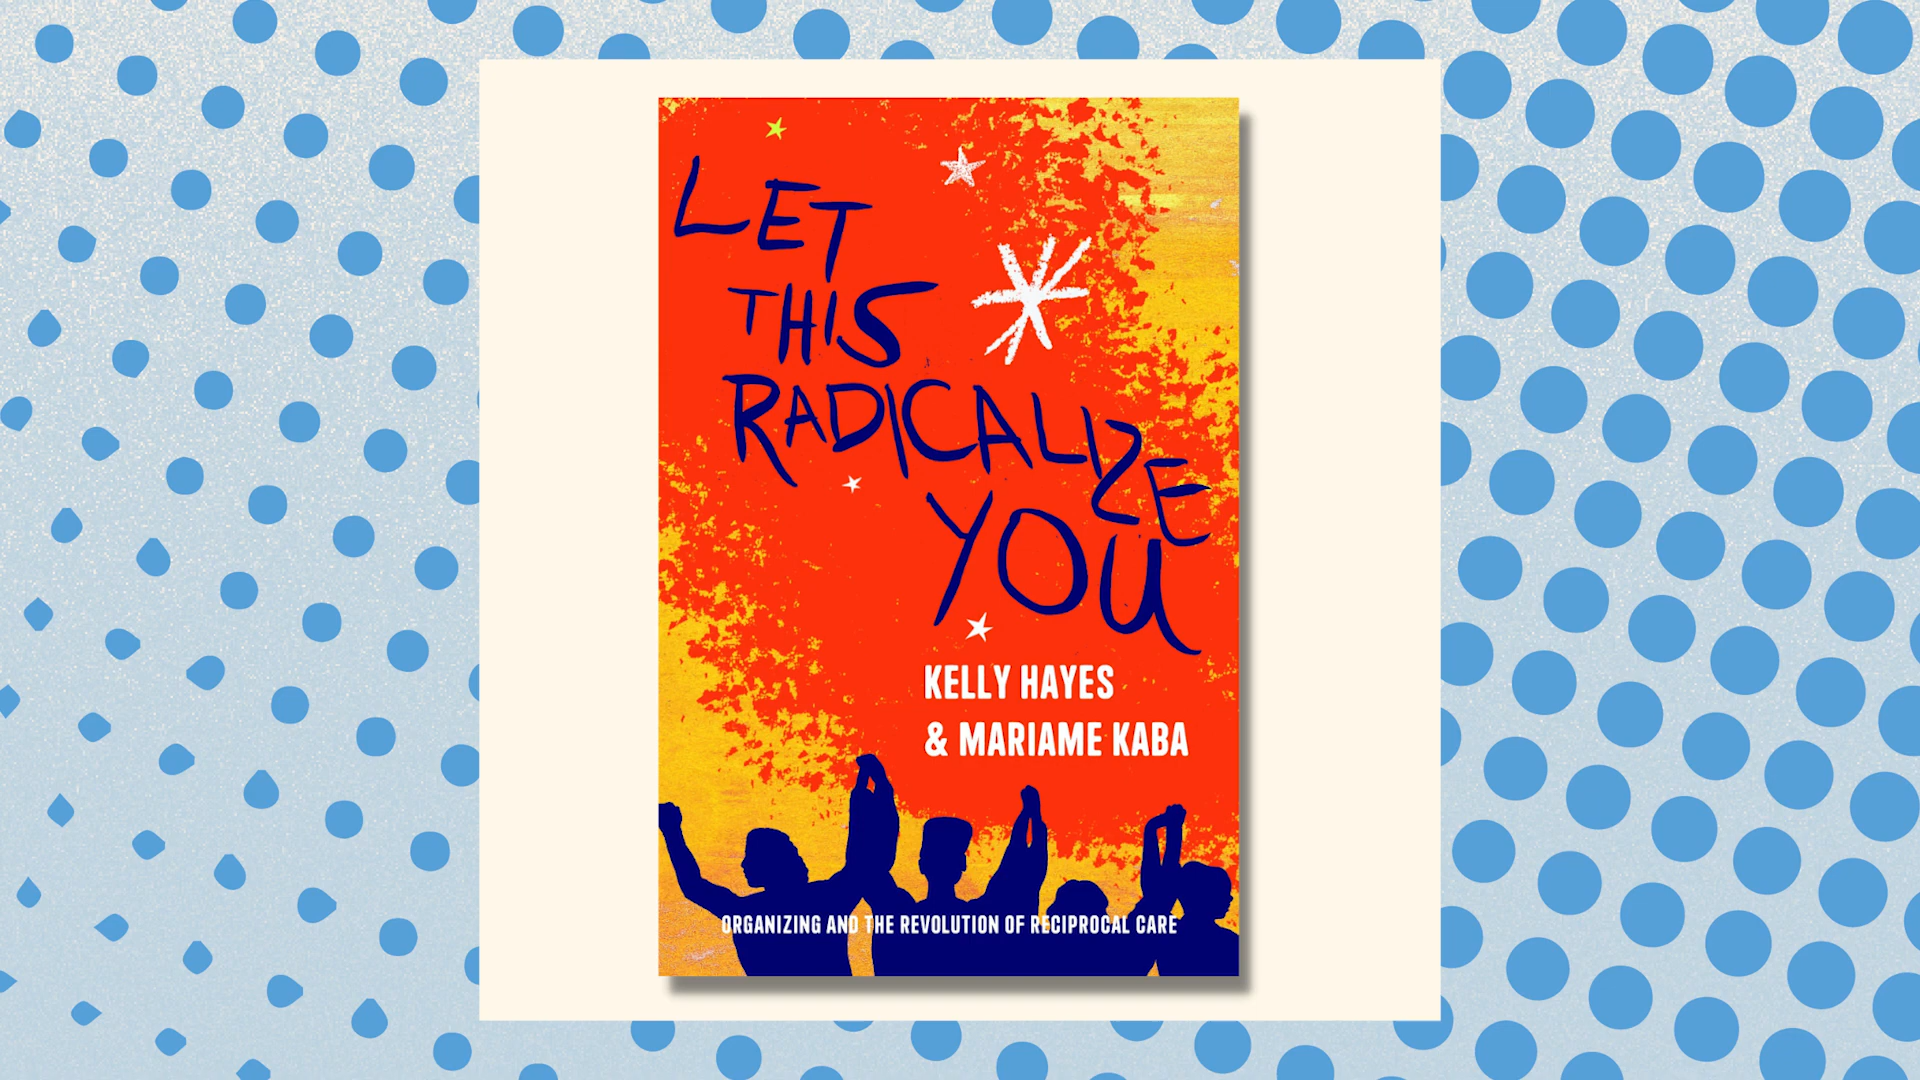 LET
THIS
RADICALIZE
YOU
KELLY HAYES
& MARIAME KABA
ORGANIZING AND THE REVOLUTION OF RECIPROCAL CARE